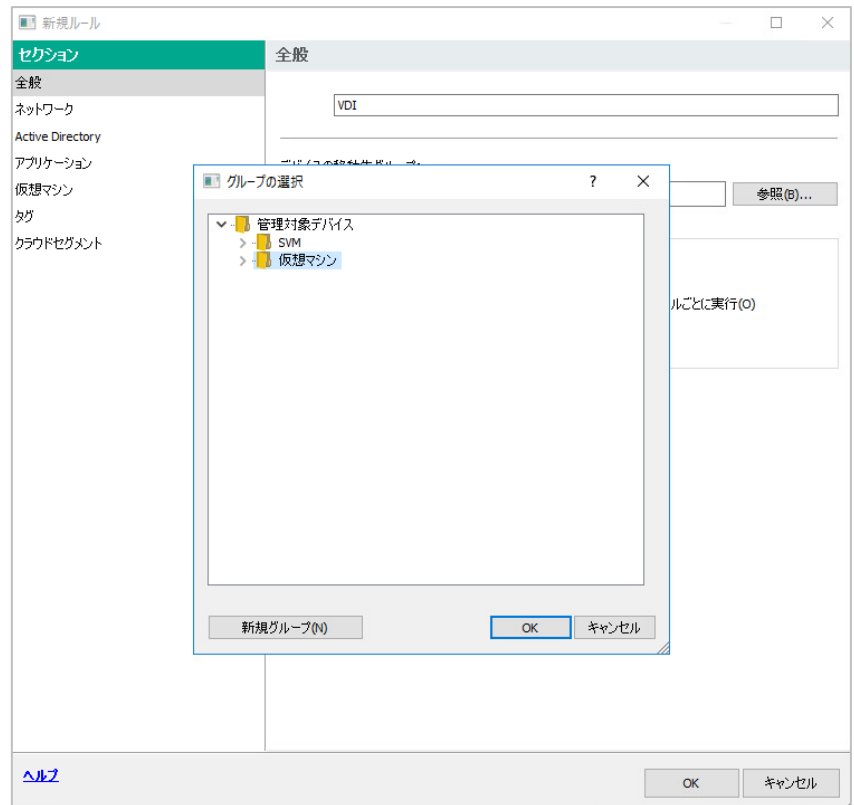 新規ルール
セクション
全般
全般
ネットワーク
VDI
Active Directory
アプリケーション
仮想マシン
参照(B)...
タグ
クラウドセグメント
ルごとに実行(O)
グループの選択
?
管理対象デバイス
SVM
仮想マシン
新規グループ(N)
OK
キャンセル
ヘルプ
OK
キャンセル